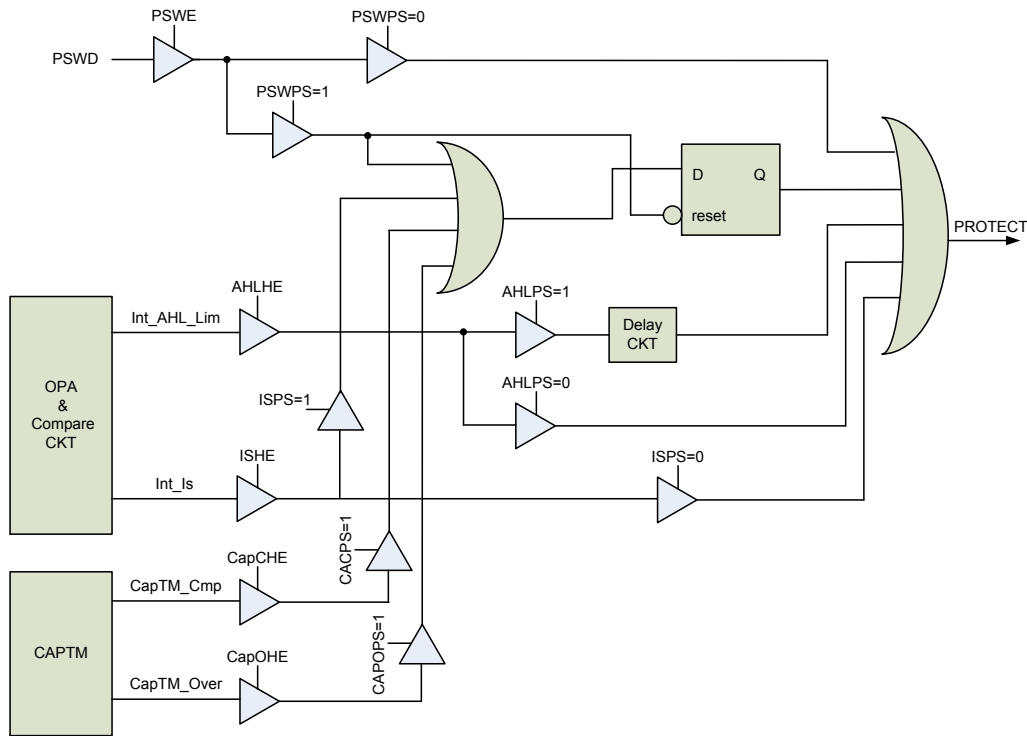 PSWE
PSWPS=0
PSWD
PSWPS=1
D
Q
reset
PROTECT
AHLHE
AHLPS=1
Int_AHL_Lim
Delay
CKT
OPA
&
Compare
CKT
ISPS=1
AHLPS=0
ISHE
ISPS=0
Int_Is
CACPS=1
CapCHE
CapTM_Cmp
CAPTM
CAPOPS=1
CapOHE
CapTM_Over